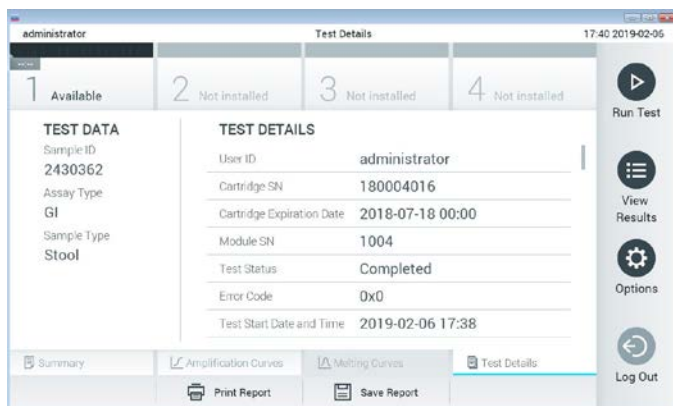 administrator Test Details 17:40 2019-02-06
1 Available 2 Not installed 3 Not installed 4 Not installed
Run Test
View
Results
Options
Log Out
TEST DATA
Sample ID
2430362
Assay Type
GI
Sample Type
Stool
TEST DETAILS
User ID administrator
Cartridge SN 180004016
Cartridge Expiration Date 2018-07-18 00:00
Module SN 1004
Test Status Completed
Error Code 0x0
Test Start Date and Time 2019-02-06 17:38
Summary Amplification Curves Melting Curves Test Details
Print Report Save Report